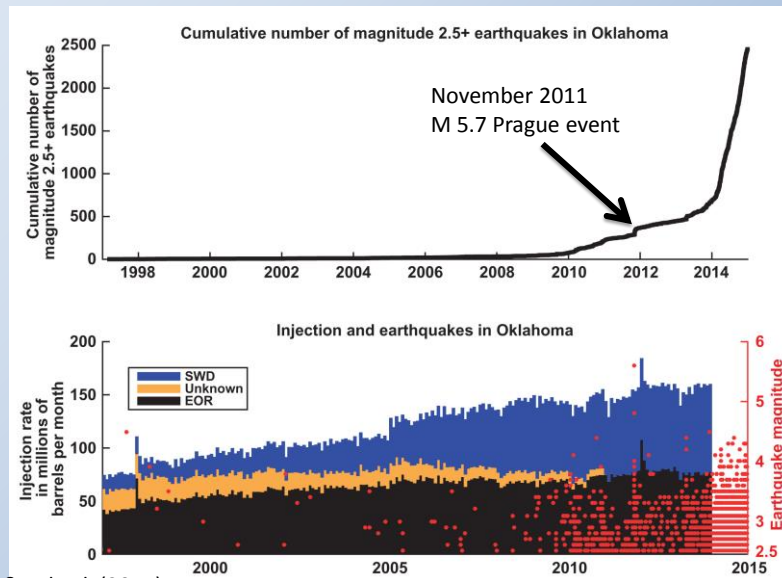 Cumulative number of magnitude 2.5+ earthquakes in Oklahoma
Cumulative number of
magnitude 2.5+ earthquakes
2500
2000
1500
1000
500
0
November 2011
M 5.7 Prague event
1998 2000 2002 2004 2006 2008 2010 2012 2014
Injection and earthquakes in Oklahoma
Injection rate
in millions of
barrels per month
200
150
100
50
0
SWD
Unknown
EOR
6
5
4
3
2.5
Earthquake magnitude
2000 2005 2010 2015